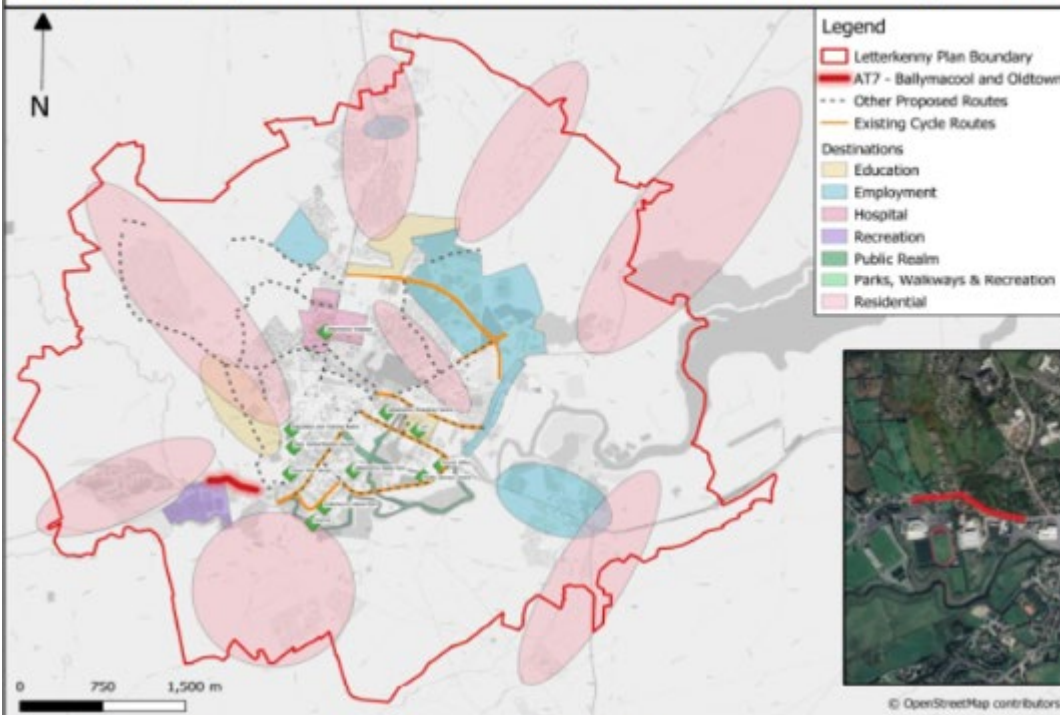 N
Legend
Letterkenny Plan Boundary
AT7 - Ballymacool and Oldtown
Other Proposed Routes
Existing Cycle Routes
Destinations
Education
Employment
Hospital
Recreation
Public Realm
Parks, Walkways & Recreation
Residential
0 750 1,500 m
© OpenStreetMap contributors